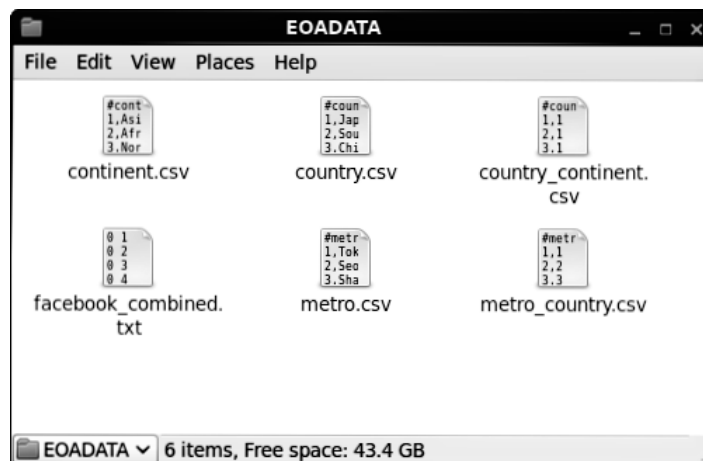 EOADATA
File Edit View Places Help
#cont
1,Asi
2,Afr
3.Nor
continent.csv
#coun
1,Jap
2,Sou
3.Chi
country.csv
#coun
1,1
2,1
3.1
country_continent.
csv
0 1
0 2
0 3
0 4
facebook_combined.
txt
#metr
1,Tok
2,Seo
3.Sha
metro.csv
#metr
1,1
2,2
3.3
metro_country.csv
EOADATA 6 items, Free space: 43.4 GB